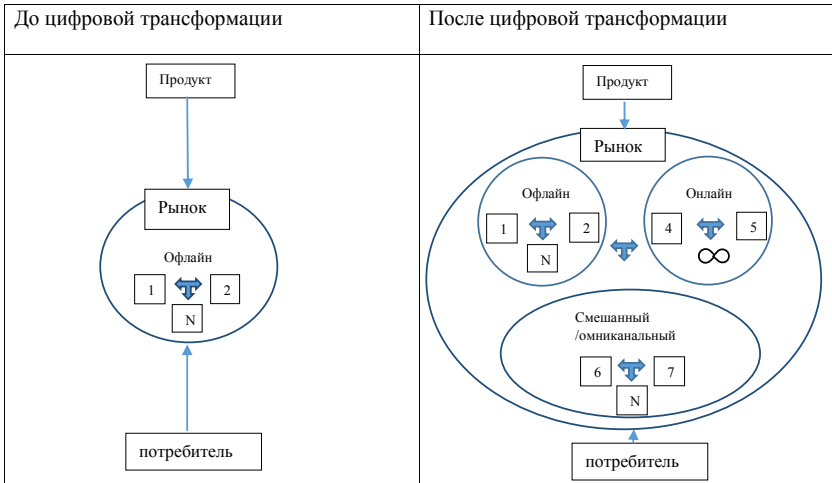 До цифровой трансформации
Продукт
Рынок
Офлайн
1
2
N
потребитель
После цифровой трансформации
Продукт
Рынок
Офлайн
1
2
N
Онлайн
4
5
∞
Смешанный
/омниканальный
6
7
N
потребитель